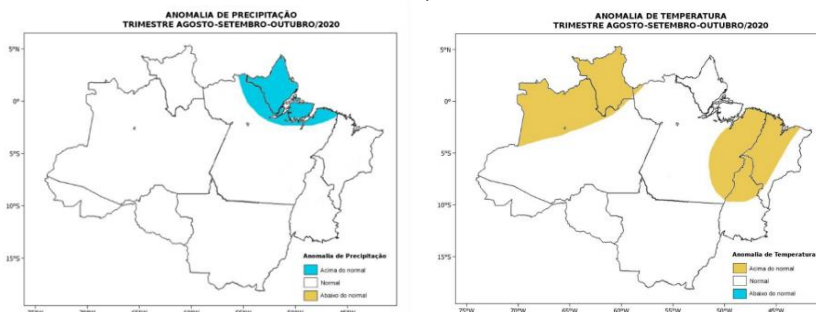 ANOMALIA DE PRECIPITAÇÃO
TRIMESTRE AGOSTO-SETEMBRO-OUTUBRO/2020
5°N
0°
5°S
10°S
15°S
Anomalia de Precipitação
Acima do normal
Normal
Abaixo do normal
ANOMALIA DE TEMPERATURA
TRIMESTRE AGOSTO-SETEMBRO-OUTUBRO/2020
5°N
0°
5°S
10°S
15°S
Anomalia de Temperatura
Acima do normal
Normal
Abaixo do normal
75°W
70°W
65°W
60°W
55°W
50°W
45°W